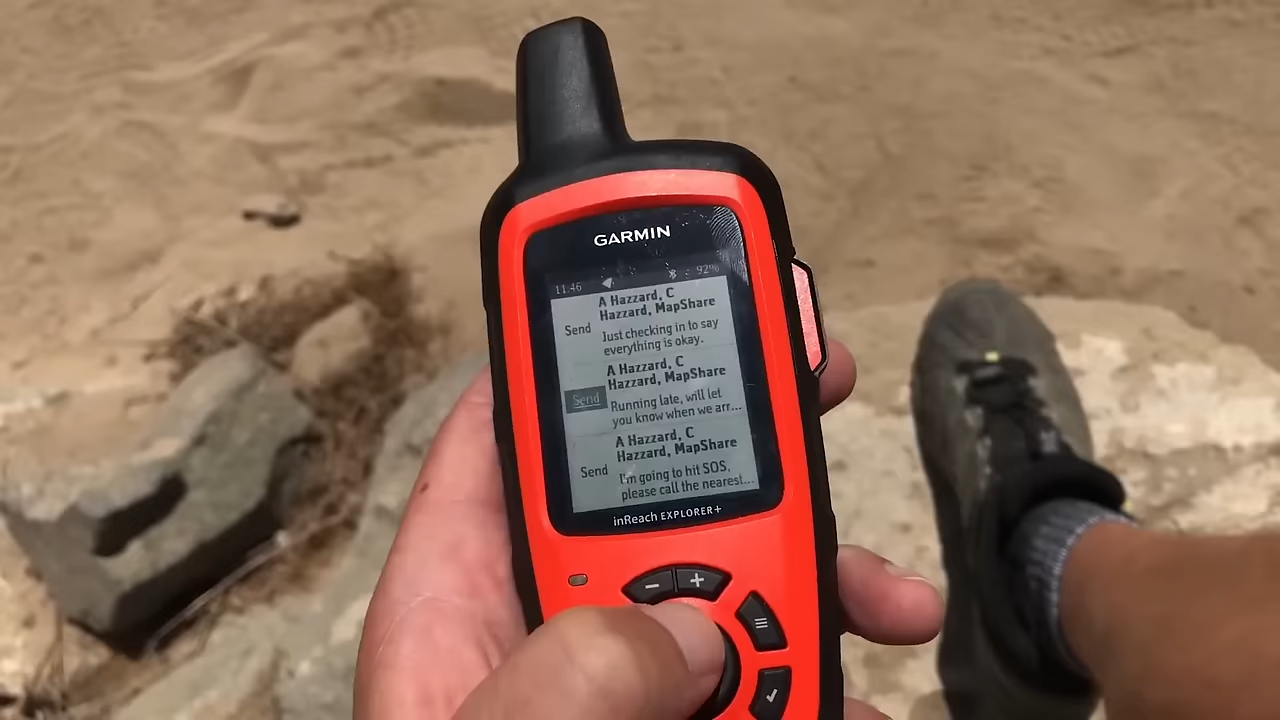 GARMIN
11:46 92%
A Hazzard, C
Hazzard, MapShare
Send
Just checking in to say
everything is okay.
A Hazzard, C
Hazzard, MapShare
Send
Running late, will let
you know when we arr...
A Hazzard, C
Hazzard, MapShare
Send
I'm going to hit SOS,
please call the nearest...
inReach EXPLORER+